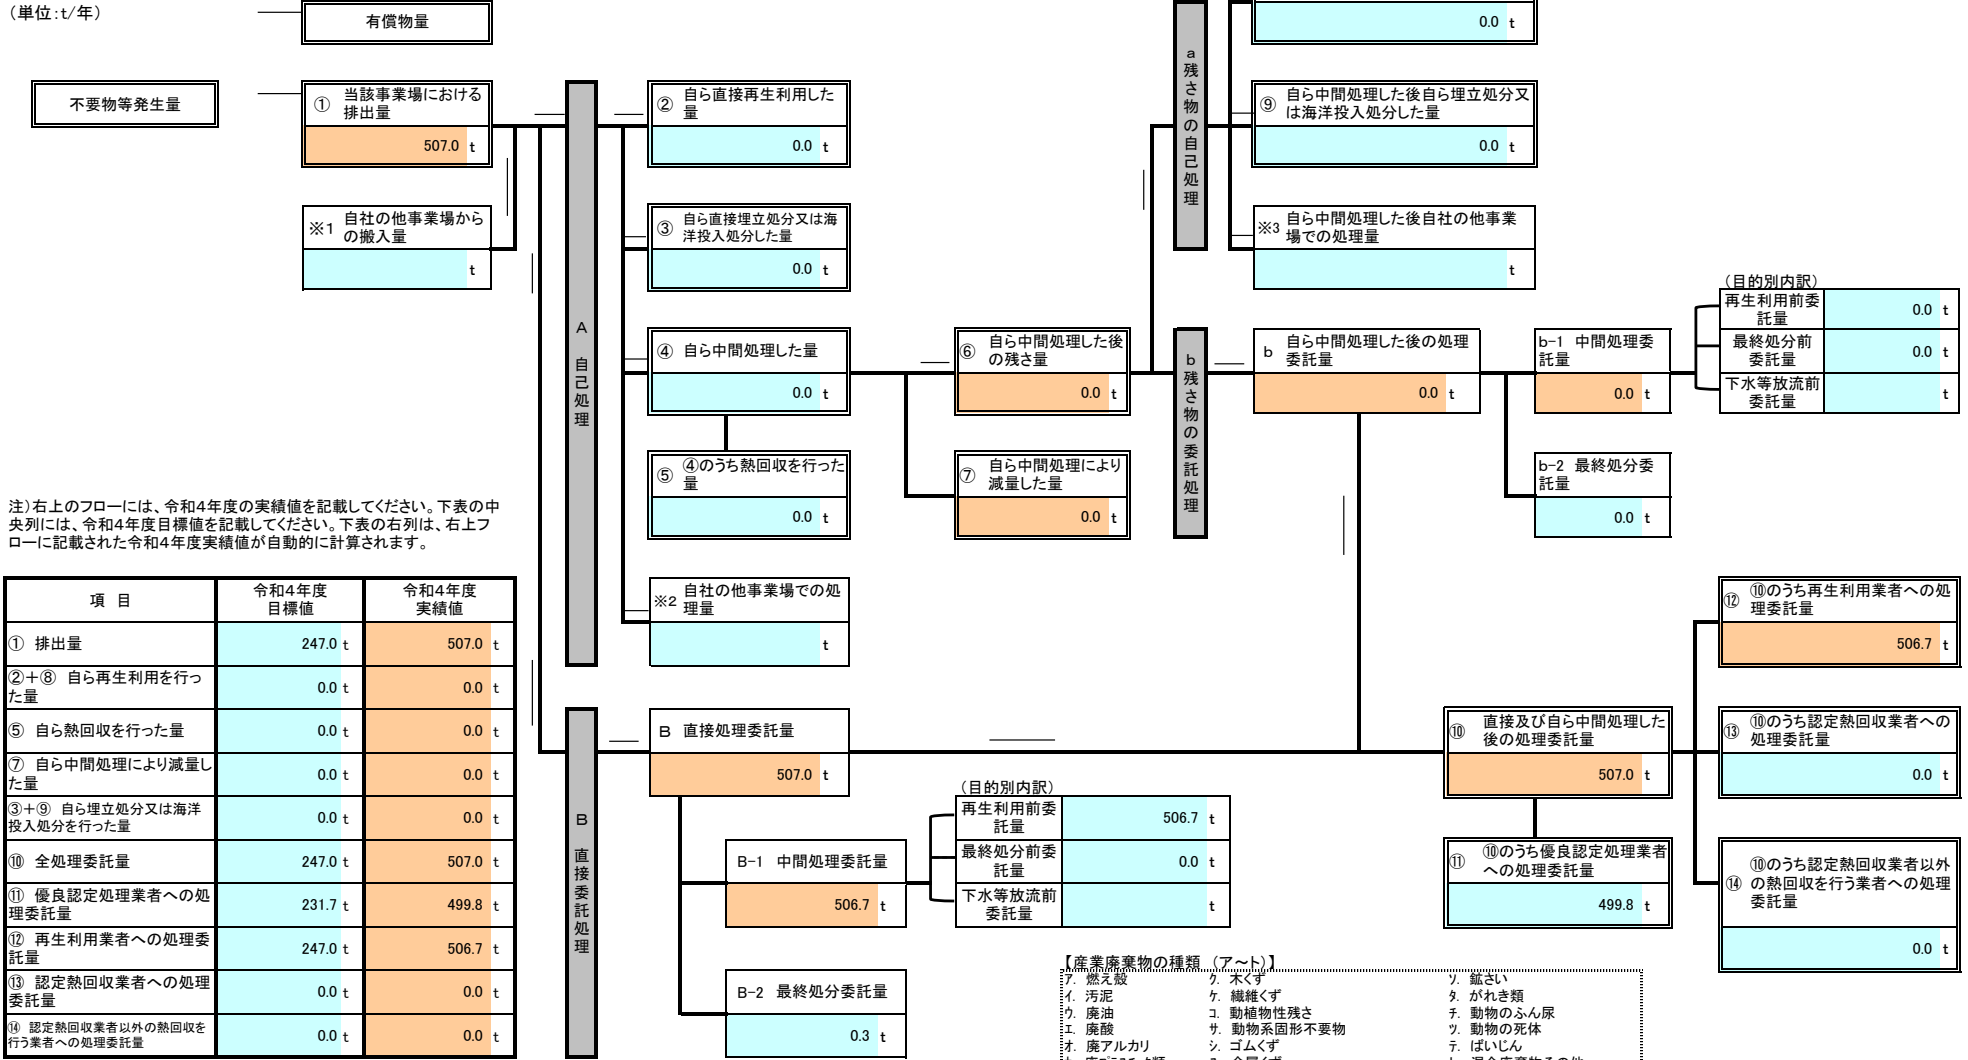 （単位：t/年）
有償物量
不要物等発生量
① 当該事業場における
排出量
507.0 t
※1 自社の他事業場から
の搬入量
t
A 自己処理
② 自ら直接再生利用した
量
0.0 t
③ 自ら直接埋立処分又は海
洋投入処分した量
0.0 t
④ 自ら中間処理した量
0.0 t
⑤ ④のうち熱回収を行った
量
0.0 t
※2 自社の他事業場での処
理量
t
⑥ 自ら中間処理した後
の残さ量
0.0 t
⑦ 自ら中間処理により
減量した量
0.0 t
a 残さ物の自己処理
0.0 t
⑨ 自ら中間処理した後自ら埋立処分又
は海洋投入処分した量
0.0 t
※3 自ら中間処理した後自社の他事業
場での処理量
t
b 残さ物の委託処理
b 自ら中間処理した後の処理
委託量
0.0 t
b-1 中間処理委
託量
0.0 t
b-2 最終処分委
託量
0.0 t
（目的別内訳）
再生利用前委
託量
0.0 t
最終処分前
委託量
0.0 t
下水等放流前
委託量
t
注）右上のフローには、令和４年度の実績値を記載してください。下表の中
央列には、令和４年度目標値を記載してください。下表の右列は、右上フ
ローに記載された令和４年度実績値が自動的に計算されます。
項 目 令和４年度
目標値 令和４年度
実績値
① 排出量 247.0 t 507.0 t
②＋⑧ 自ら再生利用を行っ
た量 0.0 t 0.0 t
⑤ 自ら熱回収を行った量 0.0 t 0.0 t
⑦ 自ら中間処理により減量し
た量 0.0 t 0.0 t
③＋⑨ 自ら埋立処分又は海洋
投入処分を行った量 0.0 t 0.0 t
⑩ 全処理委託量 247.0 t 507.0 t
⑪ 優良認定処理業者への処
理委託量 231.7 t 499.8 t
⑫ 再生利用業者への処理委
託量 247.0 t 506.7 t
⑬ 認定熱回収業者への処理
委託量 0.0 t 0.0 t
⑭ 認定熱回収業者以外の熱回収を
行う業者への処理委託量 0.0 t 0.0 t
B 直接委託処理
B 直接処理委託量
507.0 t
B-1 中間処理委託量
506.7 t
B-2 最終処分委託量
0.3 t
（目的別内訳）
再生利用前委
託量
506.7 t
最終処分前委
託量
0.0 t
下水等放流前
委託量
t
⑩ 直接及び自ら中間処理した
後の処理委託量
507.0 t
⑪ ⑩のうち優良認定処理業者
への処理委託量
499.8 t
⑫ ⑩のうち再生利用業者への処
理委託量
506.7 t
⑬ ⑩のうち認定熱回収業者への
処理委託量
0.0 t
⑭ ⑩のうち認定熱回収業者以外
の熱回収を行う業者への処理
委託量
0.0 t
【産業廃棄物の種類 （ア～ト）】
ｱ. 燃え殻 ｸ. 木くず ｿ. 鉱さい
ｲ. 汚泥 ｹ. 繊維くず ﾀ. がれき類
ｳ. 廃油 ｺ. 動植物性残さ ﾁ. 動物のふん尿
ｴ. 廃酸 ｻ. 動物系固形不要物 ﾂ. 動物の死体
ｵ. 廃アルカリ ｼ. ゴムくず ﾃ. ばいじん